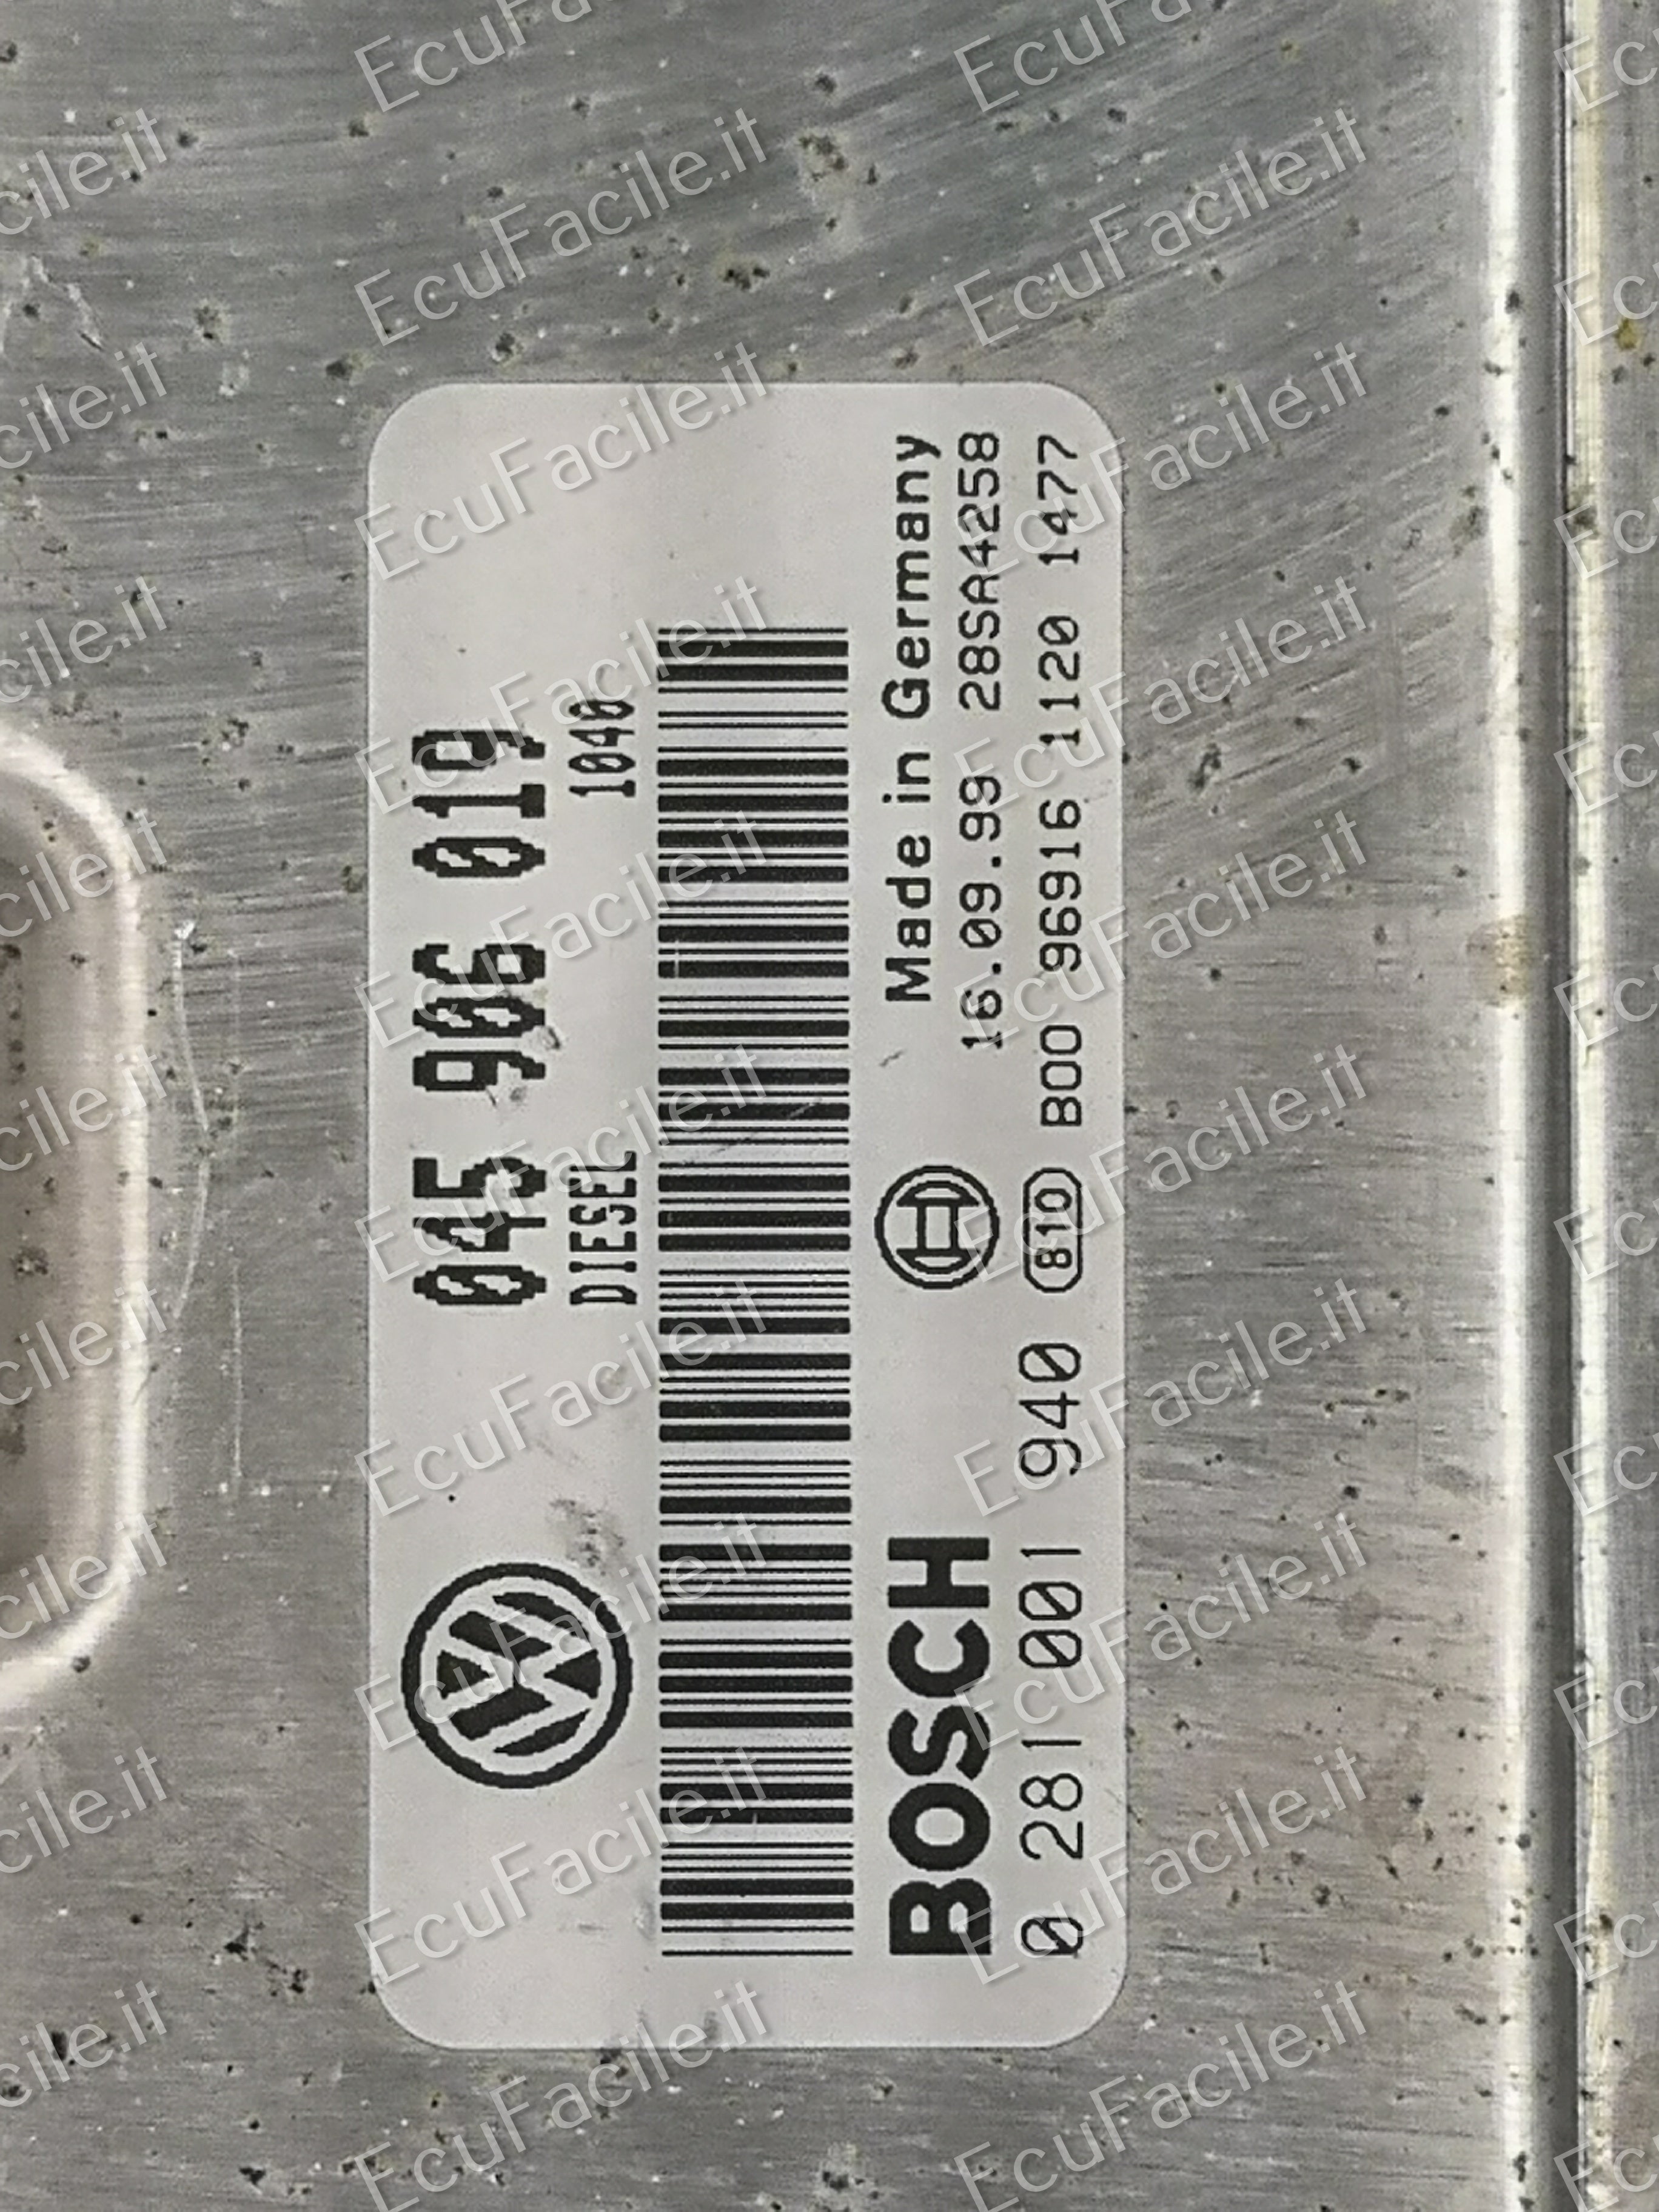 045 906 019
DIESEL 1040
BOSCH Made in Germany
16.09.99 28SA4258
0 281 001 940 810 B00 96916 1120 1477
EcuFacile.it